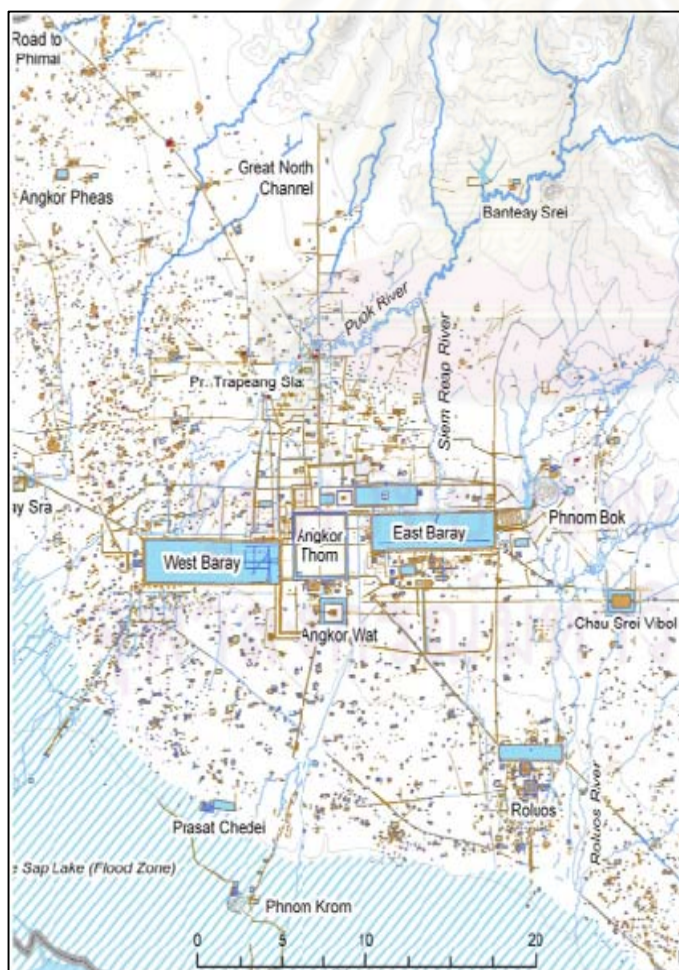 Road to
Phimai
Great North
Channel
Angkor Pheas
Banteay Srei
Puok River
Siem Reap River
Pr. Trapeang Sla
ay Sra
Phnom Bok
East Baray
Angkor
Thom
West Baray
Chau Srei Vibol
Angkor Wat
Roluos
Roluos River
Prasat Chedei
e Sap Lake (Flood Zone)
Phnom Krom
0 5 10 20